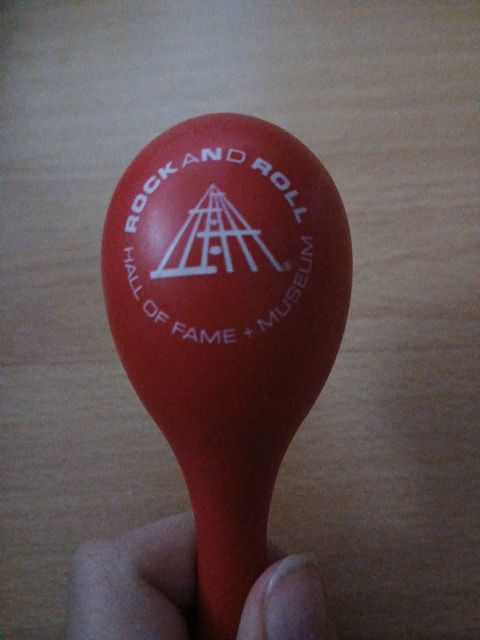 ROCK AND ROLL
HALL OF FAME + MUSEUM
®